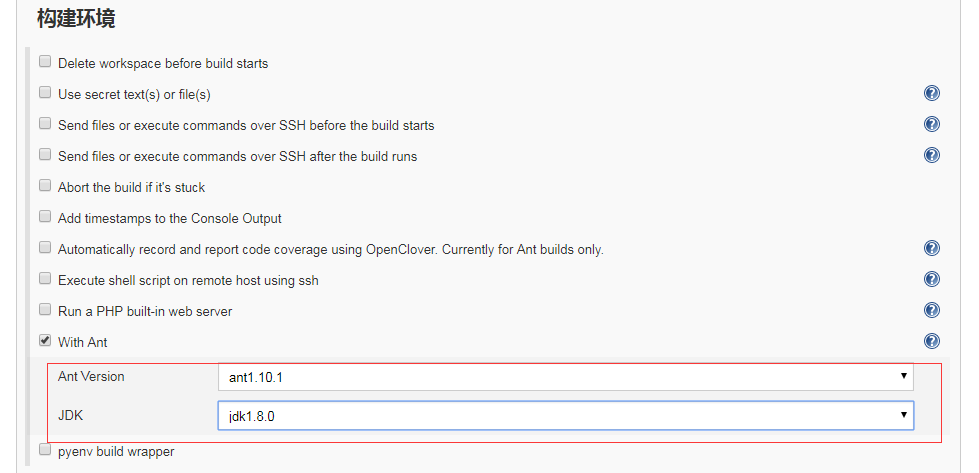 构建环境
Delete workspace before build starts
Use secret text(s) or file(s)
Send files or execute commands over SSH before the build starts
Send files or execute commands over SSH after the build runs
Abort the build if it's stuck
Add timestamps to the Console Output
Automatically record and report code coverage using OpenClover. Currently for Ant builds only.
Execute shell script on remote host using ssh
Run a PHP built-in web server
With Ant
Ant Version ant1.10.1
JDK jdk1.8.0
pyenv build wrapper